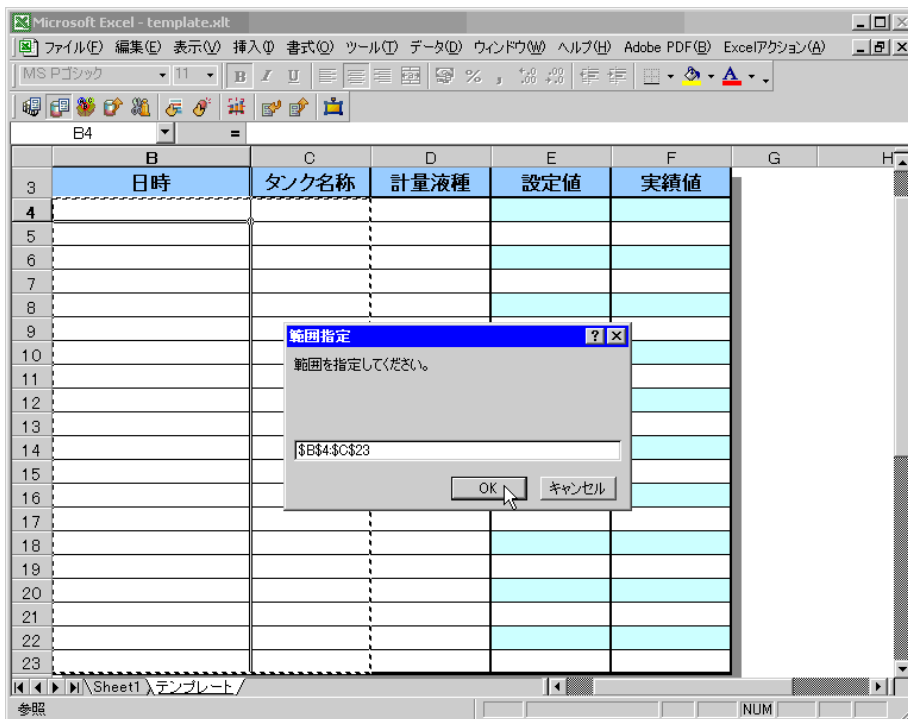 Microsoft Excel - template.xlt
ファイル(F) 編集(E) 表示(V) 挿入(I) 書式(O) ツール(T) データ(D) ウィンドウ(W) ヘルプ(H) Adobe PDF(B) Excelアクション(A)
MS Pゴシック 11 B I U % , .0 .00 .00 .0 A
B4 =
B C D E F G H
3 日時 タンク名称 計量液種 設定値 実績値
4
5
6
7
8
9
範囲指定 ?
10
範囲を指定してください。
11
12
13
14
$B$4:$C$23
15
16
OK キャンセル
17
18
19
20
21
22
23
Sheet1 テンプレート
参照 NUM